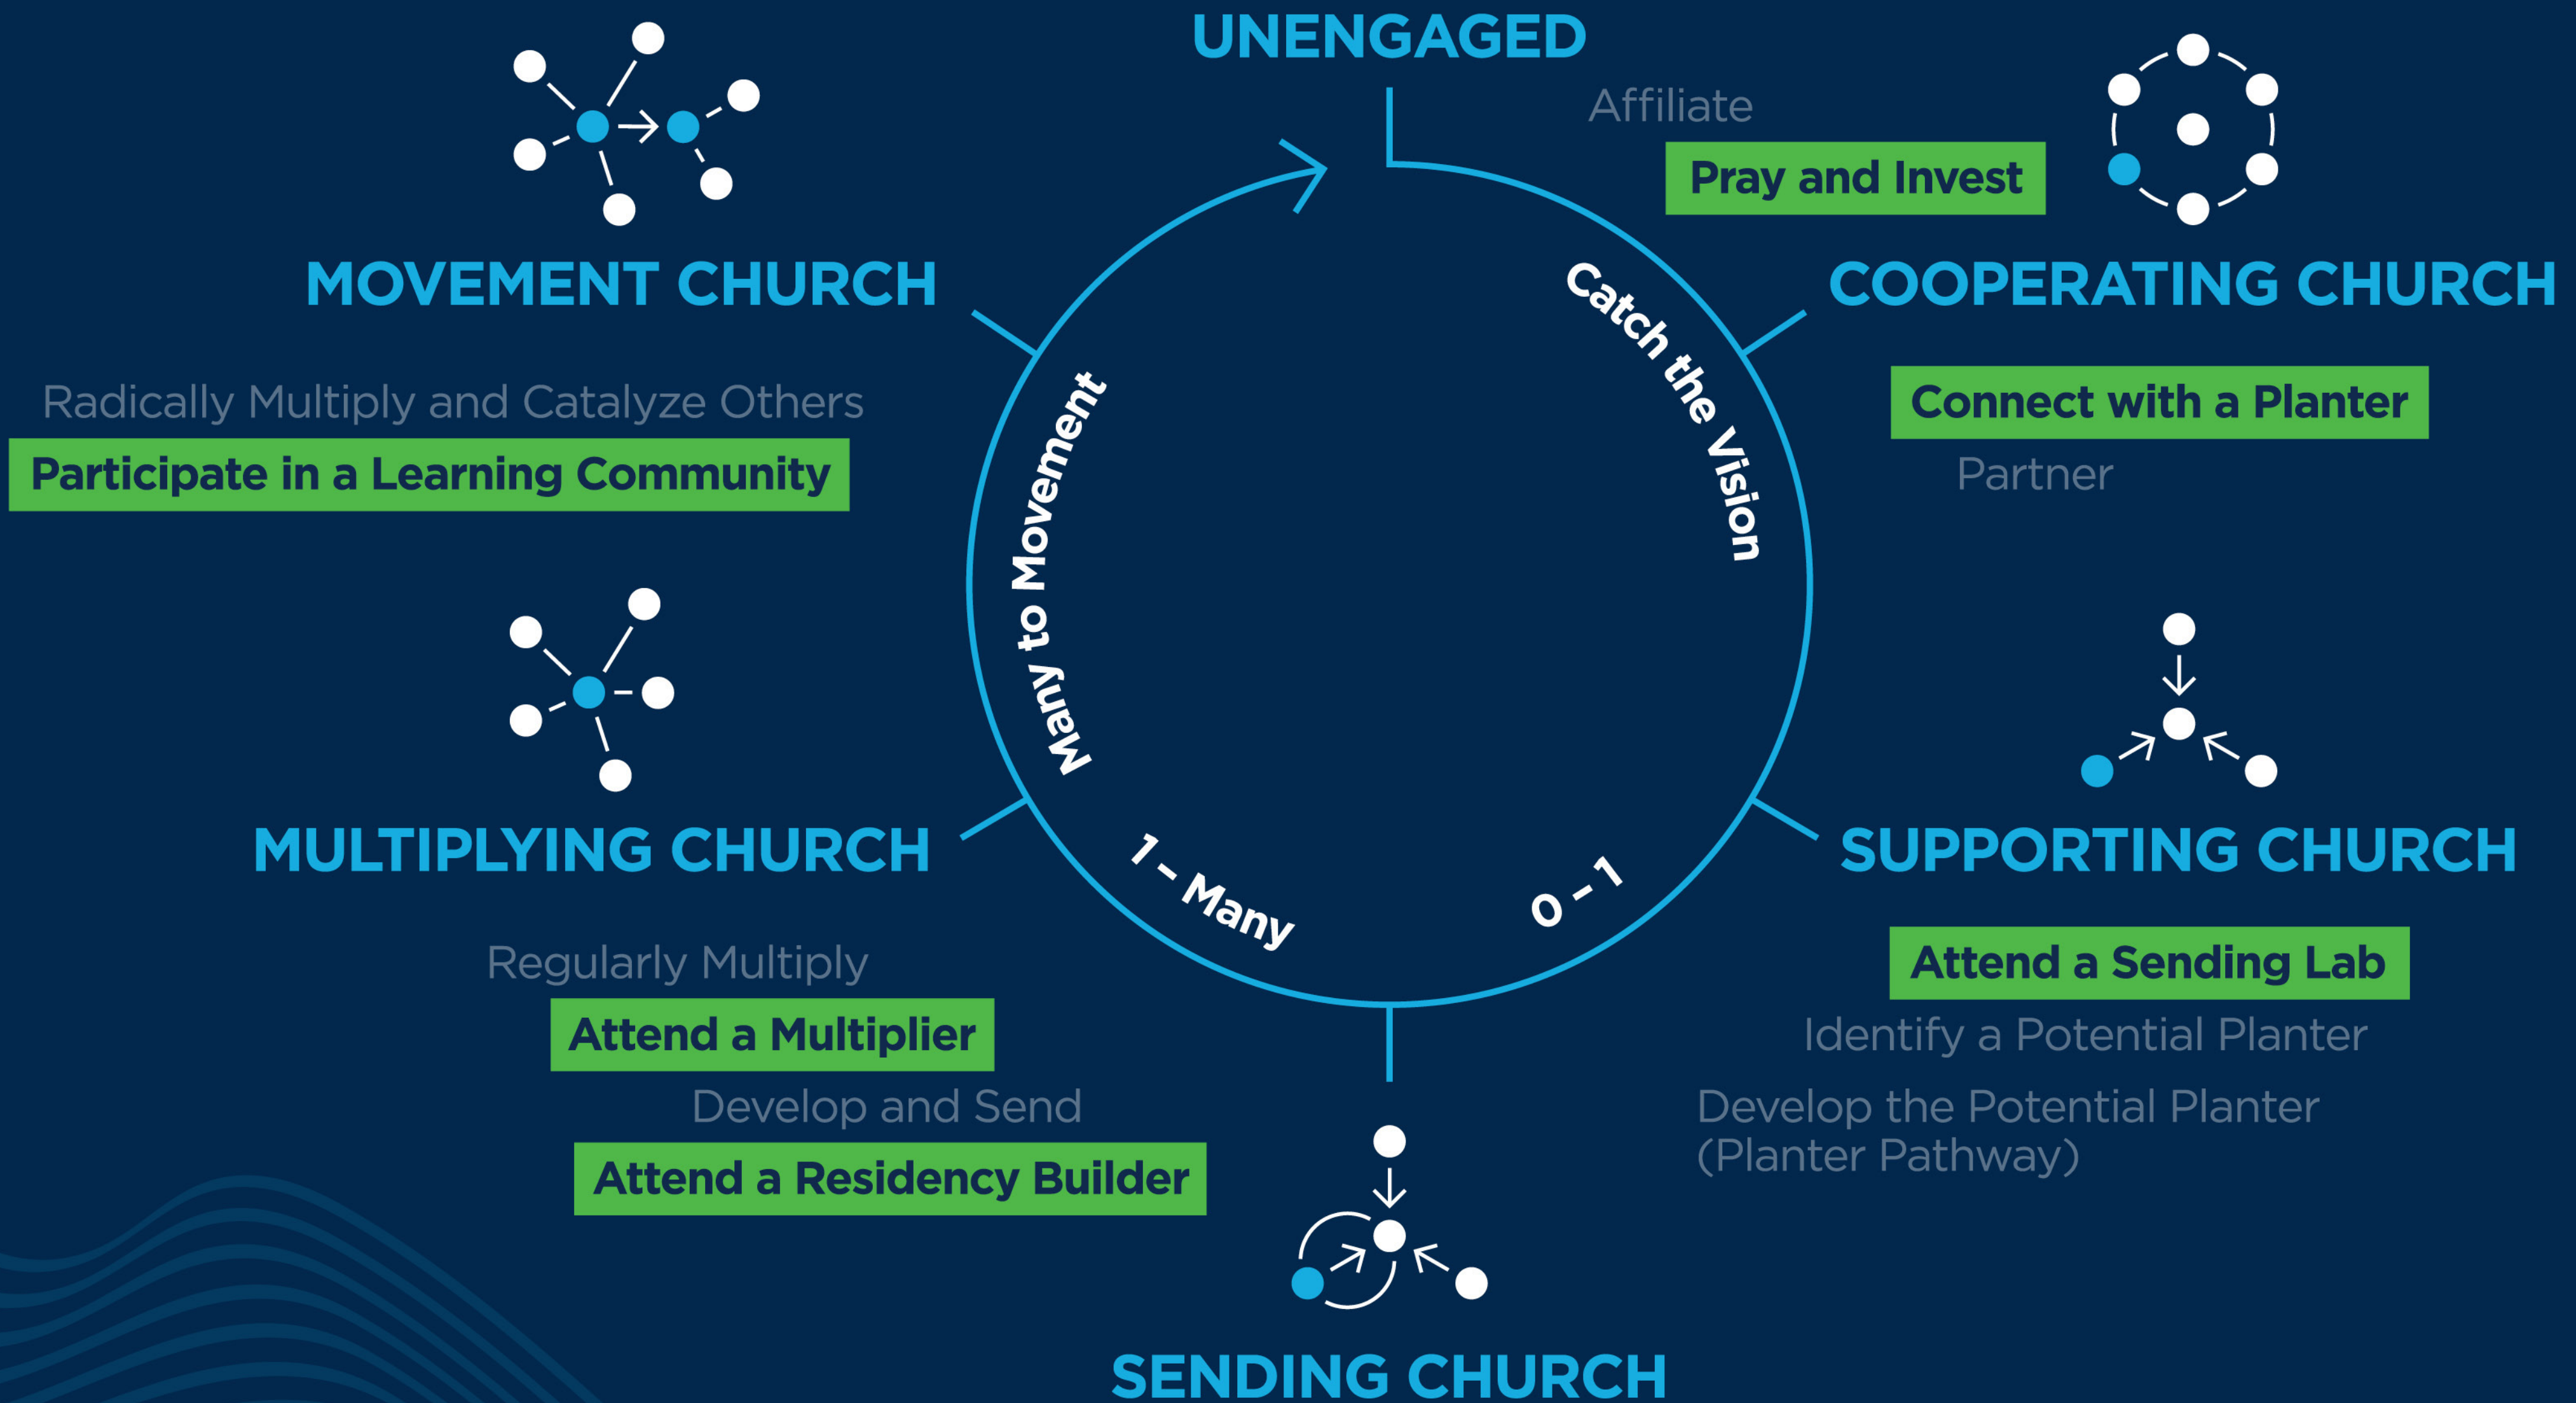 UNENGAGED
Affiliate
Pray and Invest
COOPERATING CHURCH
Connect with a Planter
Partner
SUPPORTING CHURCH
Attend a Sending Lab
Identify a Potential Planter
Develop the Potential Planter
(Planter Pathway)
SENDING CHURCH
Attend a Residency Builder
Develop and Send
Attend a Multiplier
Regularly Multiply
MULTIPLYING CHURCH
Participate in a Learning Community
Radically Multiply and Catalyze Others
MOVEMENT CHURCH
Catch the Vision
0 – 1
1 – Many
Many to Movement